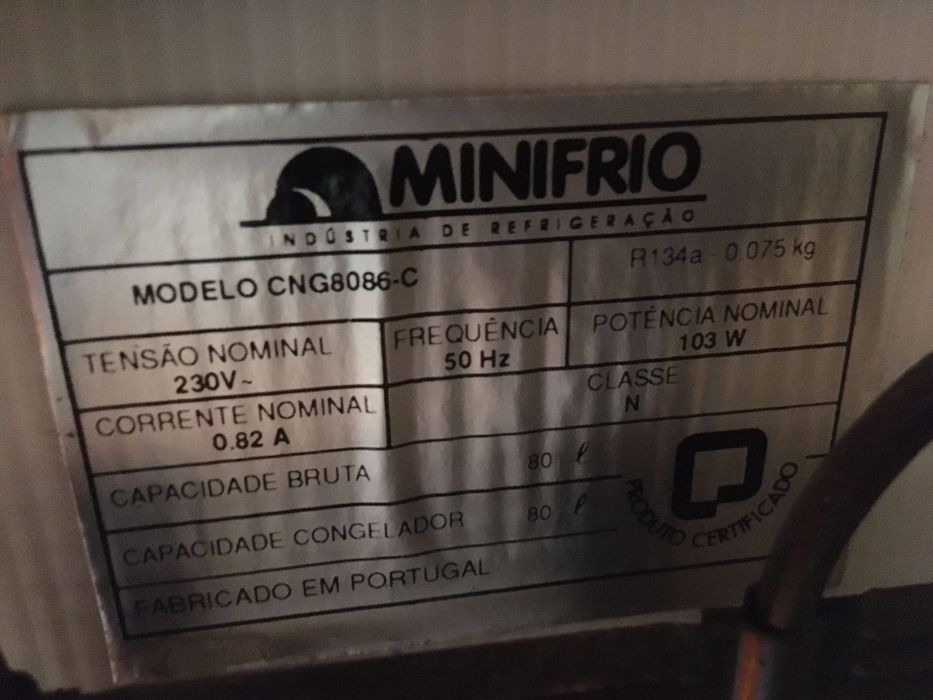 MINIFRIO
INDÚSTRIA DE REFRIGERAÇÃO
MODELO CNG8086-C
R134a - 0.075 kg
TENSÃO NOMINAL
230V~
FREQUÊNCIA
50 Hz
POTÊNCIA NOMINAL
103 W
CORRENTE NOMINAL
0.82 A
CLASSE
N
CAPACIDADE BRUTA 80 ℓ
CAPACIDADE CONGELADOR 80 ℓ
PRODUTO CERTIFICADO
FABRICADO EM PORTUGAL